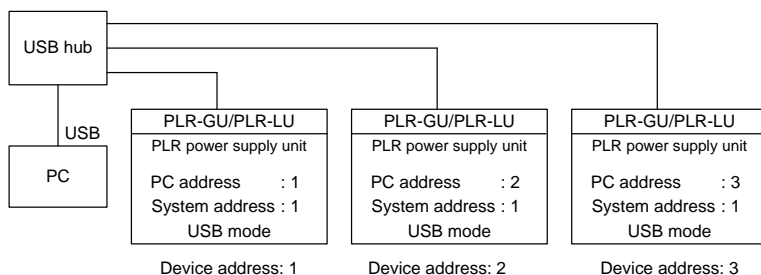 USB hub
USB
PC
PLR-GU/PLR-LU
PLR power supply unit
PC address : 1
System address : 1
USB mode
Device address: 1
PLR-GU/PLR-LU
PLR power supply unit
PC address : 2
System address : 1
USB mode
Device address: 2
PLR-GU/PLR-LU
PLR power supply unit
PC address : 3
System address : 1
USB mode
Device address: 3